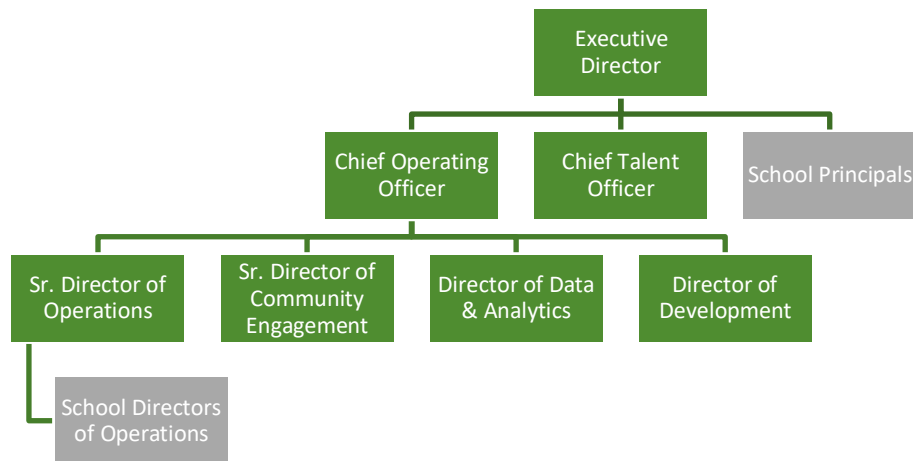 Executive
Director
Chief Operating
Officer
Chief Talent
Officer
School Principals
Sr. Director of
Operations
Sr. Director of
Community
Engagement
Director of Data
& Analytics
Director of
Development
School Directors
of Operations